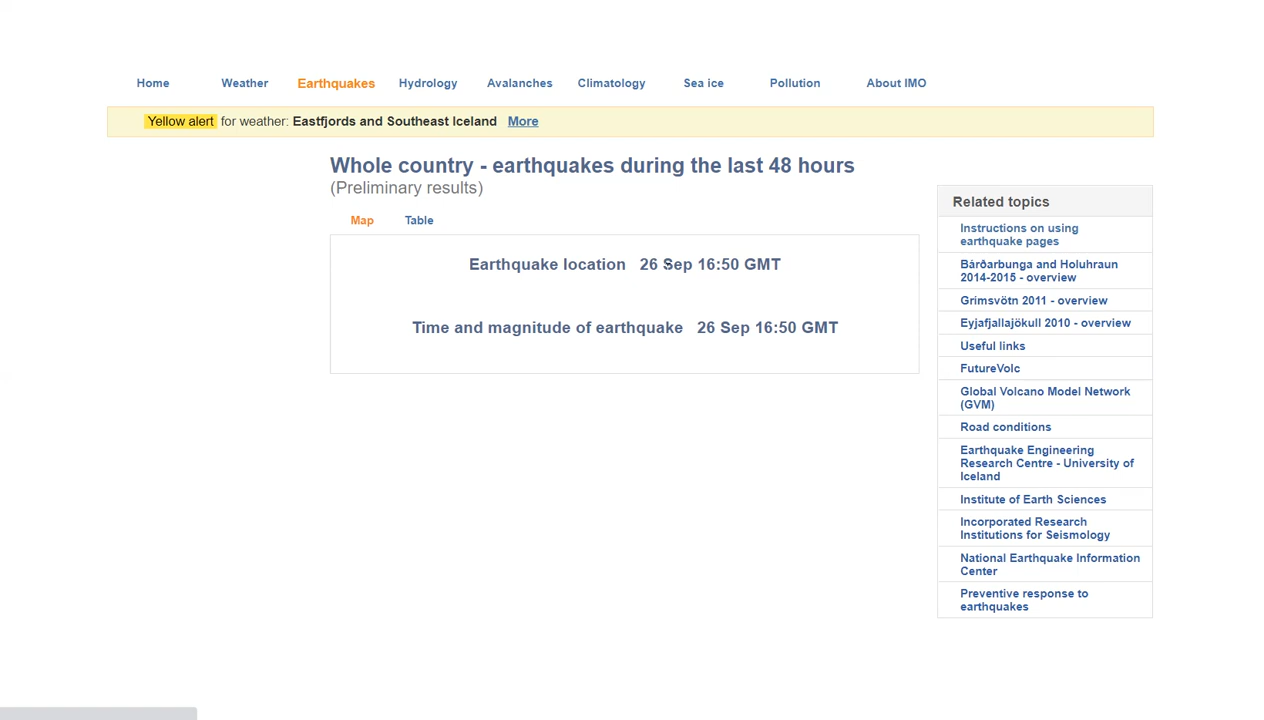 Home Weather Earthquakes Hydrology Avalanches Climatology Sea ice Pollution About IMO
Yellow alert for weather: Eastfjords and Southeast Iceland More
Whole country - earthquakes during the last 48 hours
(Preliminary results)
Map Table
Earthquake location 26 Sep 16:50 GMT
Time and magnitude of earthquake 26 Sep 16:50 GMT
Related topics
Instructions on using
earthquake pages
Bárðarbunga and Holuhraun
2014-2015 - overview
Grímsvötn 2011 - overview
Eyjafjallajökull 2010 - overview
Useful links
FutureVolc
Global Volcano Model Network
(GVM)
Road conditions
Earthquake Engineering
Research Centre - University of
Iceland
Institute of Earth Sciences
Incorporated Research
Institutions for Seismology
National Earthquake Information
Center
Preventive response to
earthquakes